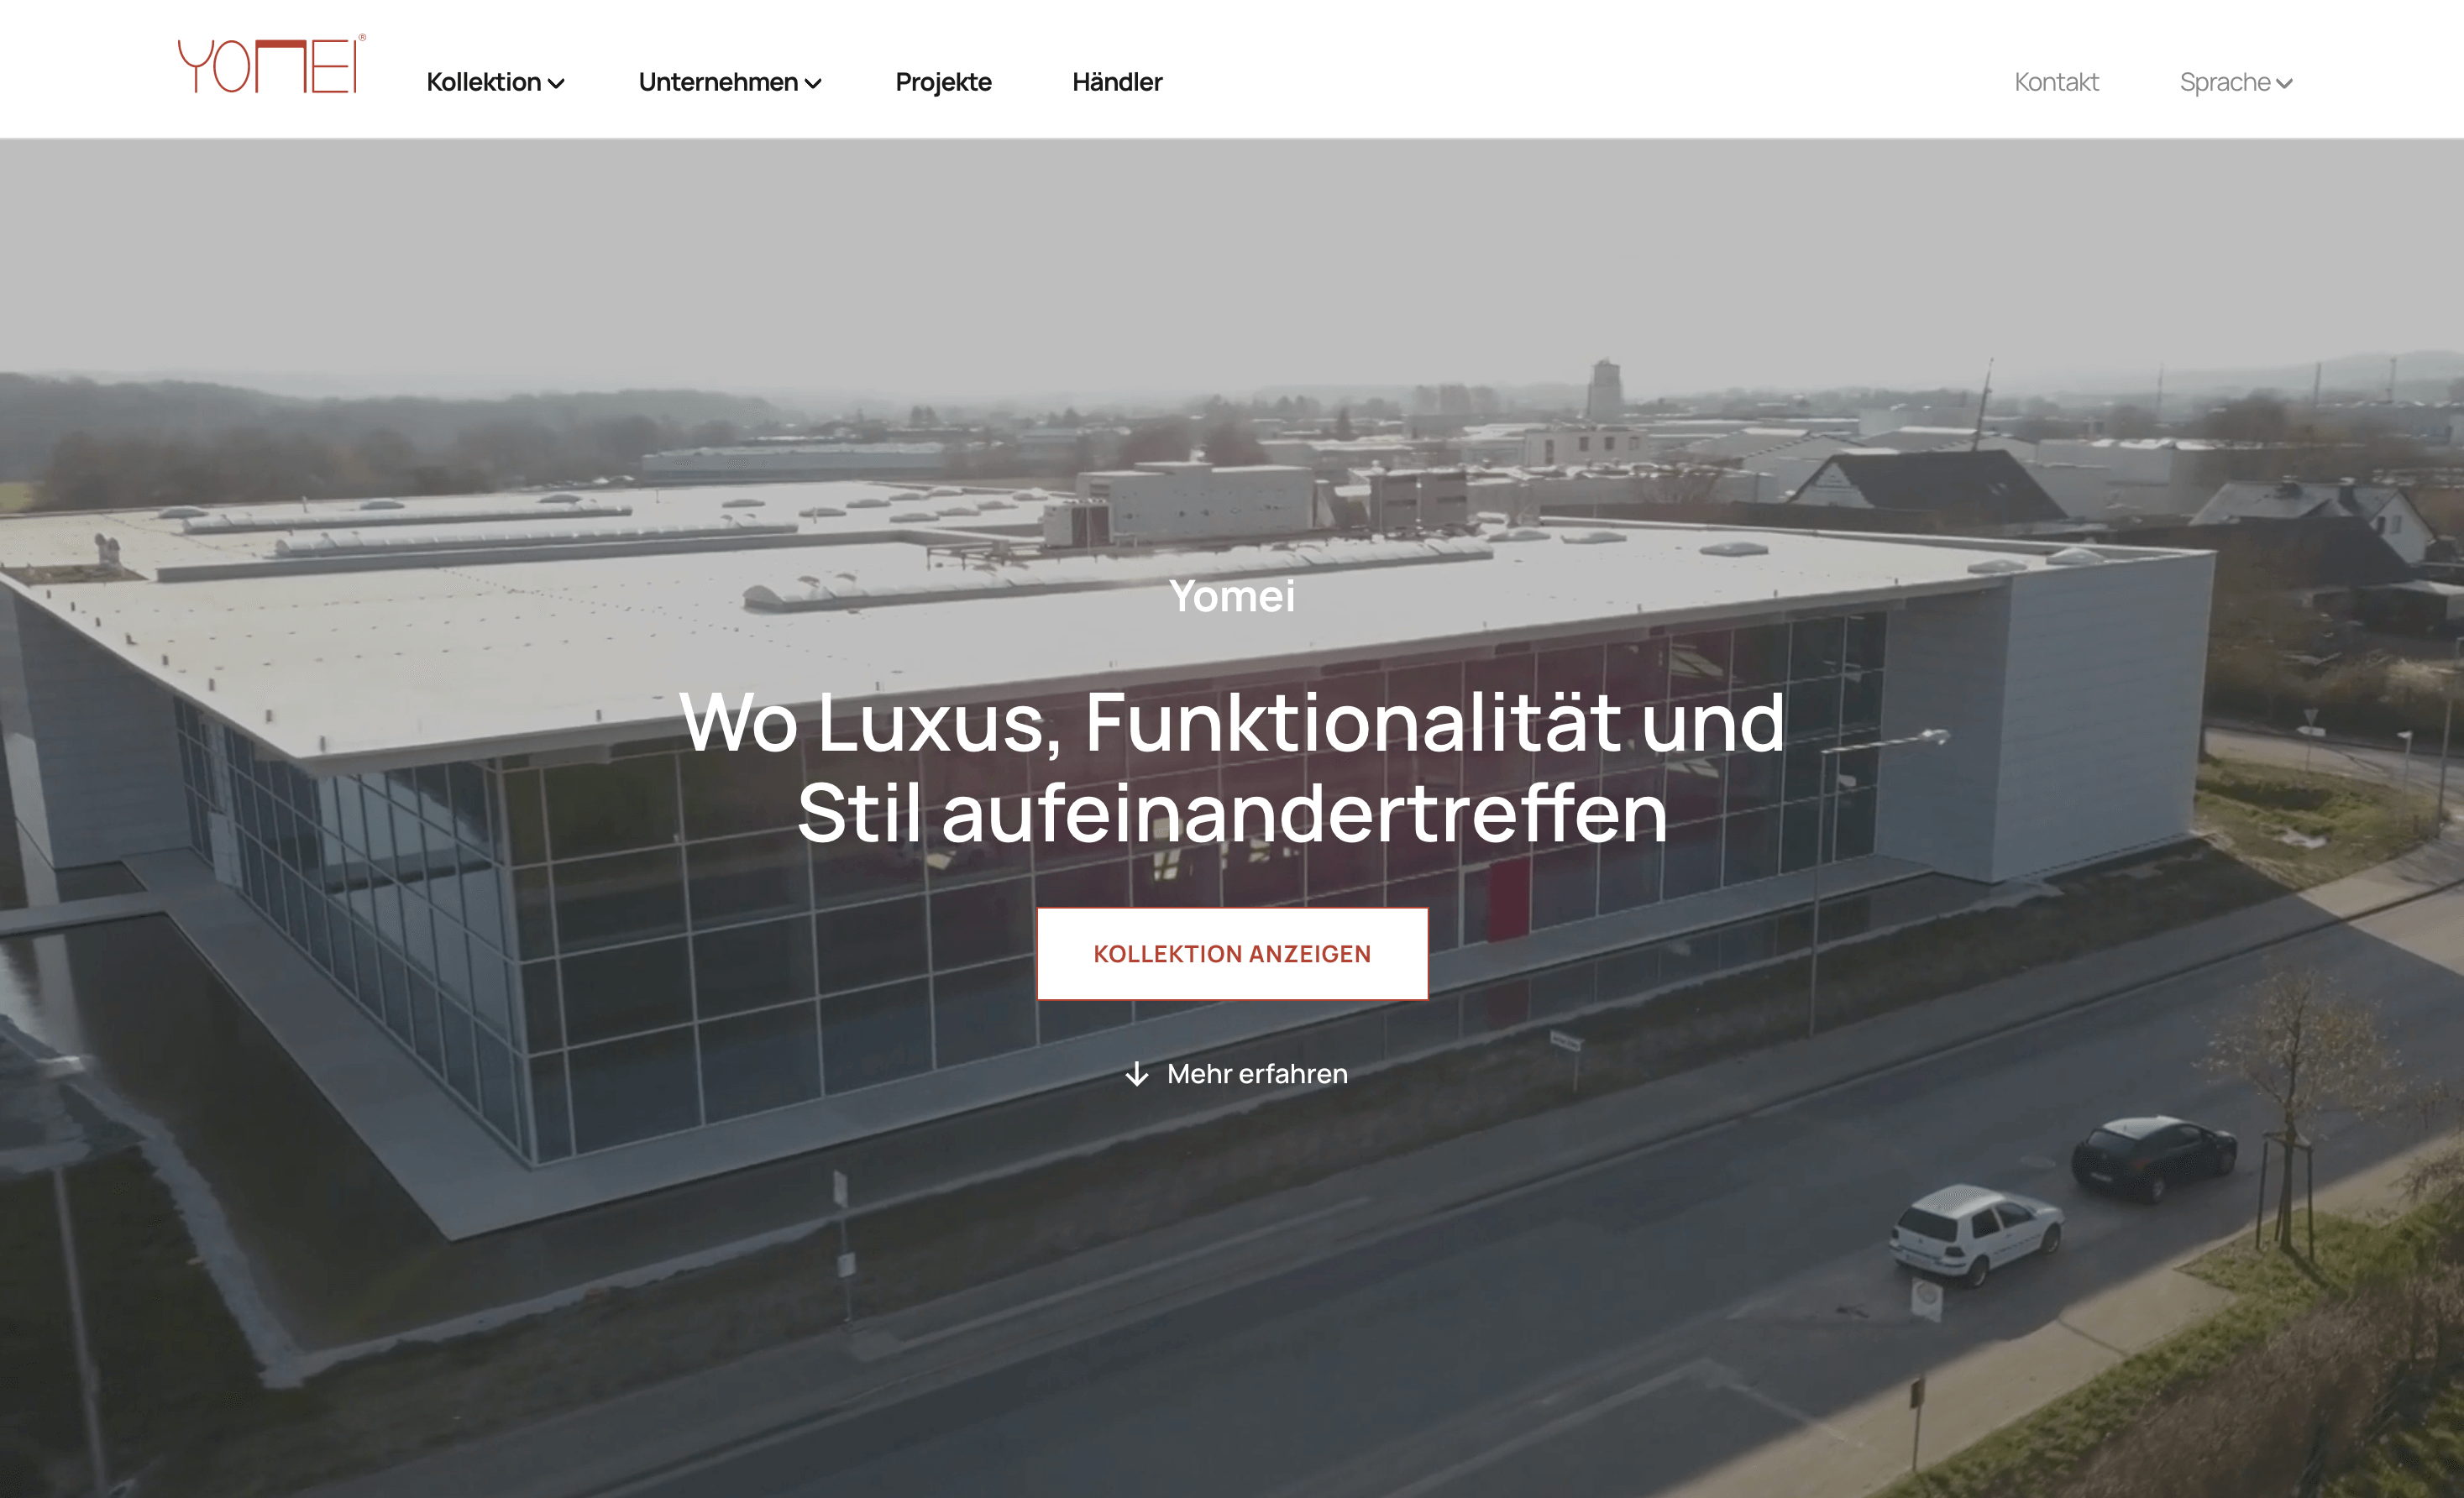 YOMEI®
Kollektion
Unternehmen
Projekte
Händler
Kontakt
Sprache
Yomei
Wo Luxus, Funktionalität und
Stil aufeinandertreffen
KOLLEKTION ANZEIGEN
Mehr erfahren